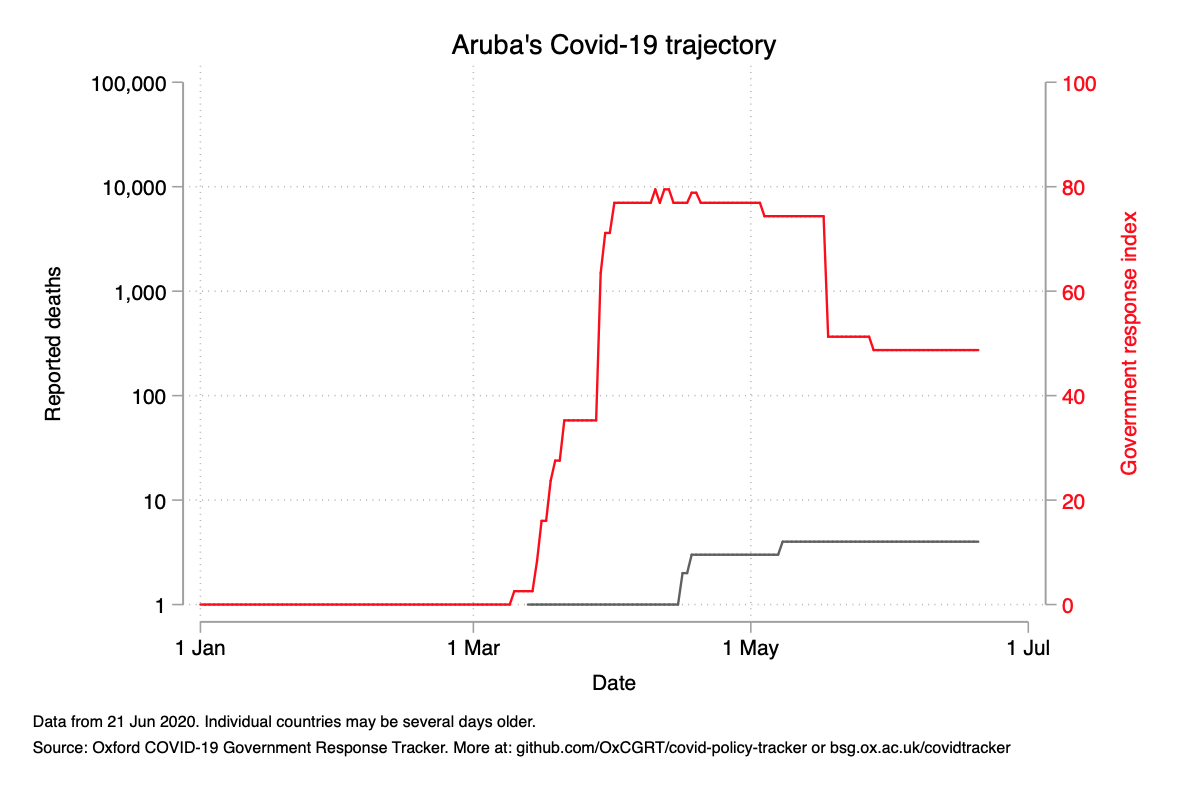 Aruba's Covid-19 trajectory
100,000
10,000
1,000
100
10
1
Reported deaths
100
80
60
40
20
0
Government response index
1 Jan
1 Mar
1 May
1 Jul
Date
Data from 21 Jun 2020. Individual countries may be several days older.
Source: Oxford COVID-19 Government Response Tracker. More at: github.com/OxCGRT/covid-policy-tracker or bsg.ox.ac.uk/covidtracker